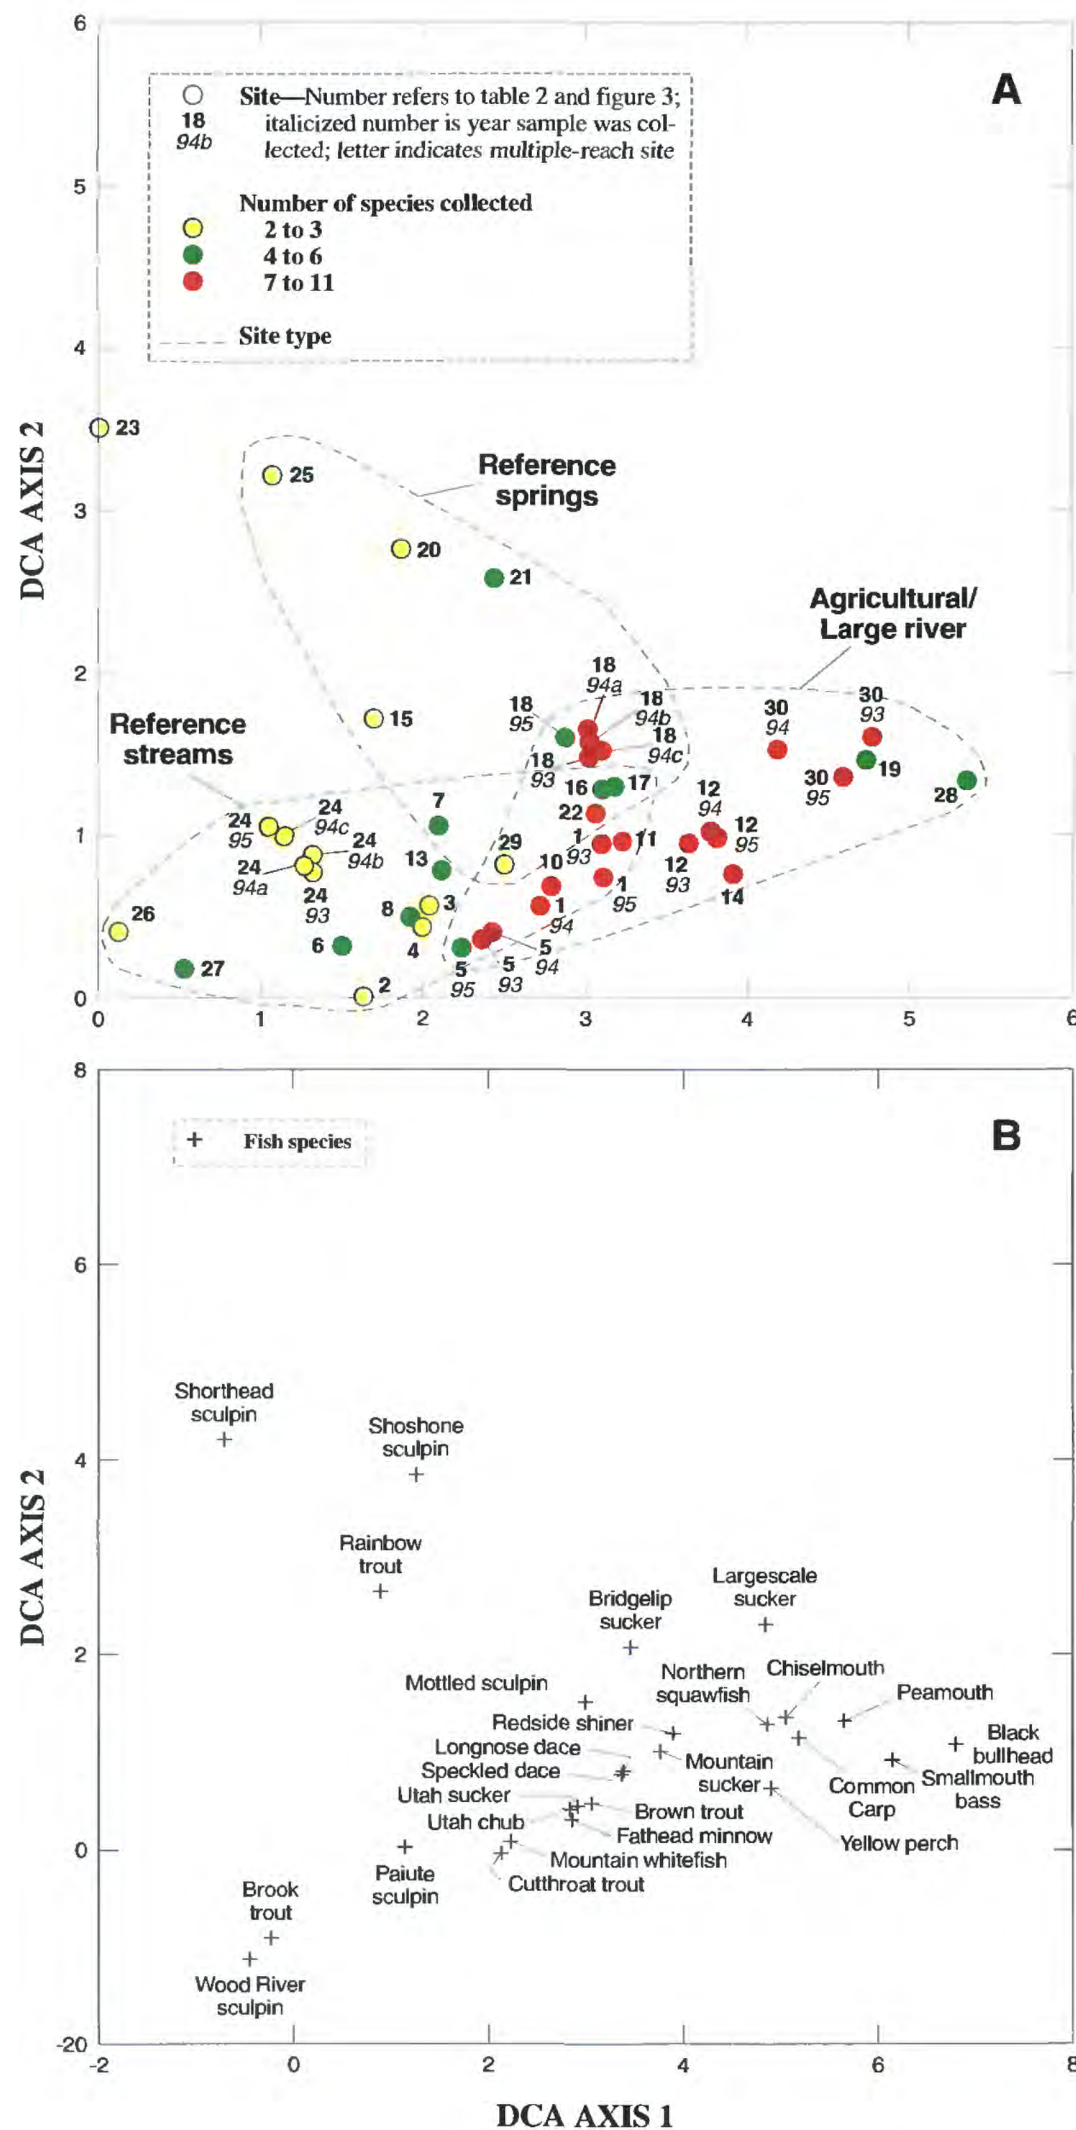 A
Site—Number refers to table 2 and figure 3;
italicized number is year sample was col-
lected; letter indicates multiple-reach site
18
94b
Number of species collected
2 to 3
4 to 6
7 to 11
Site type
DCA AXIS 2
6
5
4
3
2
1
0
23
25
Reference
springs
20
21
Agricultural/
Large river
15
18
94a
18
95
18
94b
18
94c
18
93
30
94
30
93
30
95
19
28
Reference
streams
16
17
22
12
94
12
95
12
93
14
24
95
24
94c
24
94b
24
94a
24
93
7
13
29
10
1
93
11
1
95
1
94
8
3
4
26
27
6
2
5
95
5
93
5
94
0 1 2 3 4 5 6
B
Fish species
DCA AXIS 2
8
6
4
2
0
-20
Shorthead
sculpin
Shoshone
sculpin
Rainbow
trout
Largescale
sucker
Bridgelip
sucker
Mottled sculpin
Northern
squawfish
Chiselmouth
Peamouth
Redside shiner
Longnose dace
Speckled dace
Mountain
sucker
Black
bullhead
Smallmouth
bass
Common
Carp
Utah sucker
Utah chub
Brown trout
Fathead minnow
Yellow perch
Mountain whitefish
Cutthroat trout
Paiute
sculpin
Brook
trout
Wood River
sculpin
-2 0 2 4 6 8
DCA AXIS 1